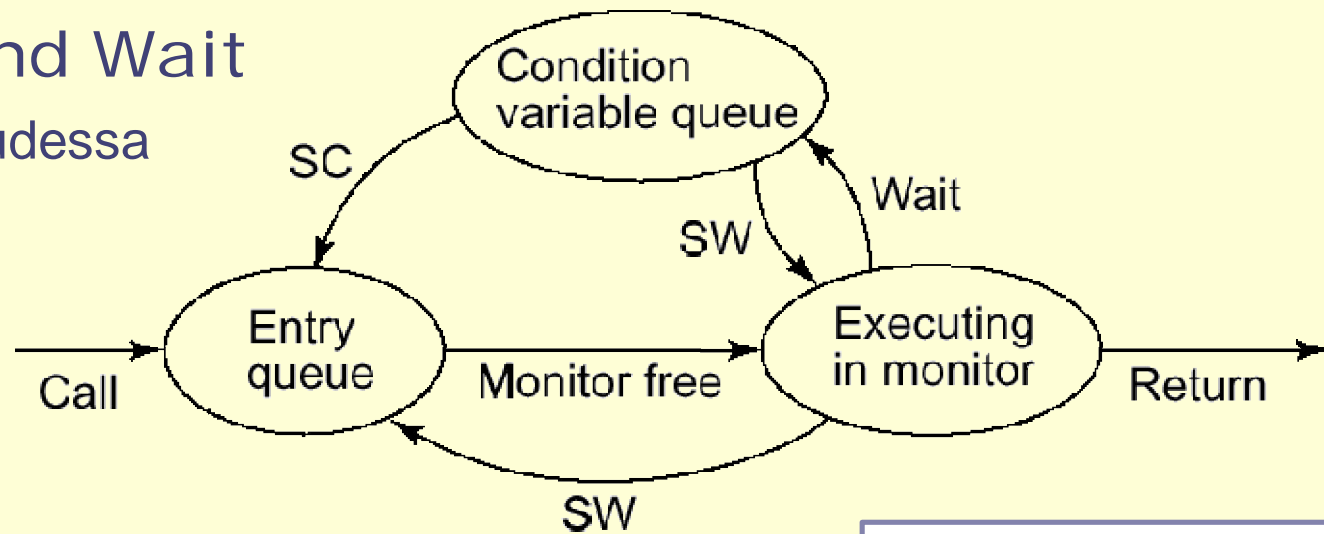 nd Wait
udessa
Condition
variable queue
SC
Wait
SW
Entry
queue
Executing
in monitor
Call
Monitor free
Return
SW